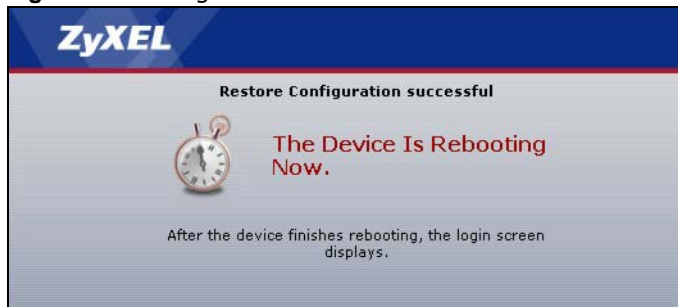 ZyXEL
Restore Configuration successful
The Device Is Rebooting
Now.
After the device finishes rebooting, the login screen
displays.